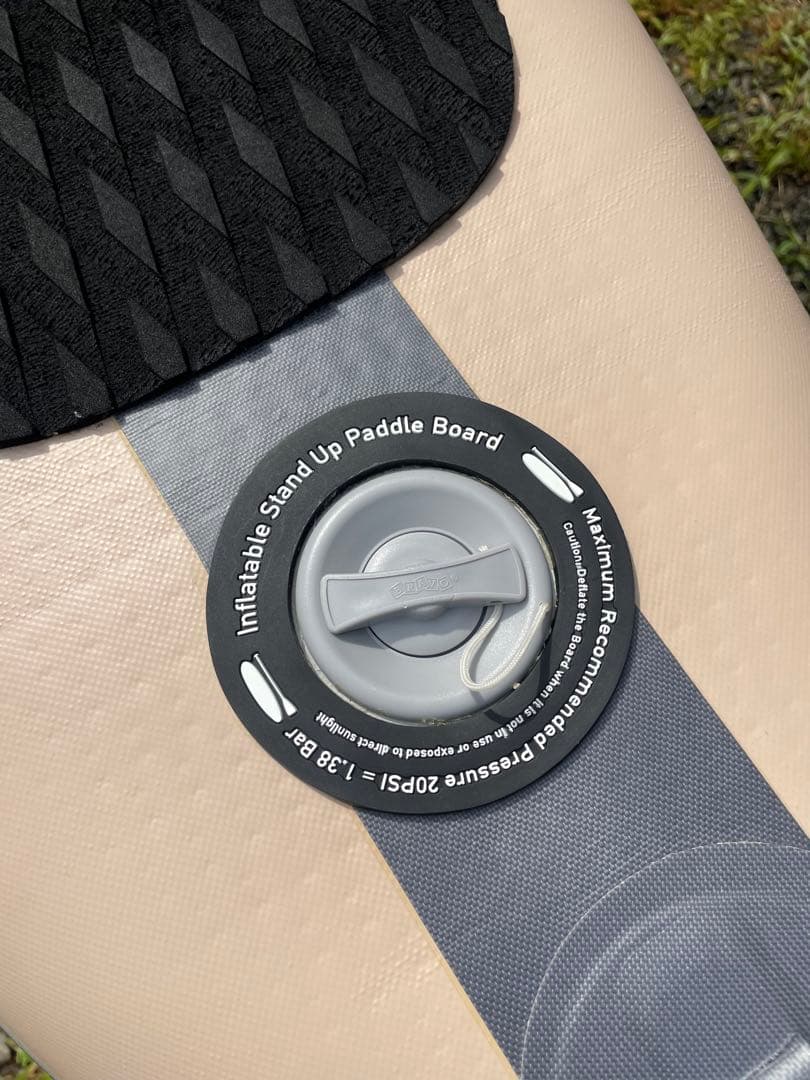 Inflatable Stand Up Paddle Board
Maximum Recommended Pressure 20PSI = 1.38 Bar
Caution:Deflate the Board when it is not in use or exposed to direct sunlight